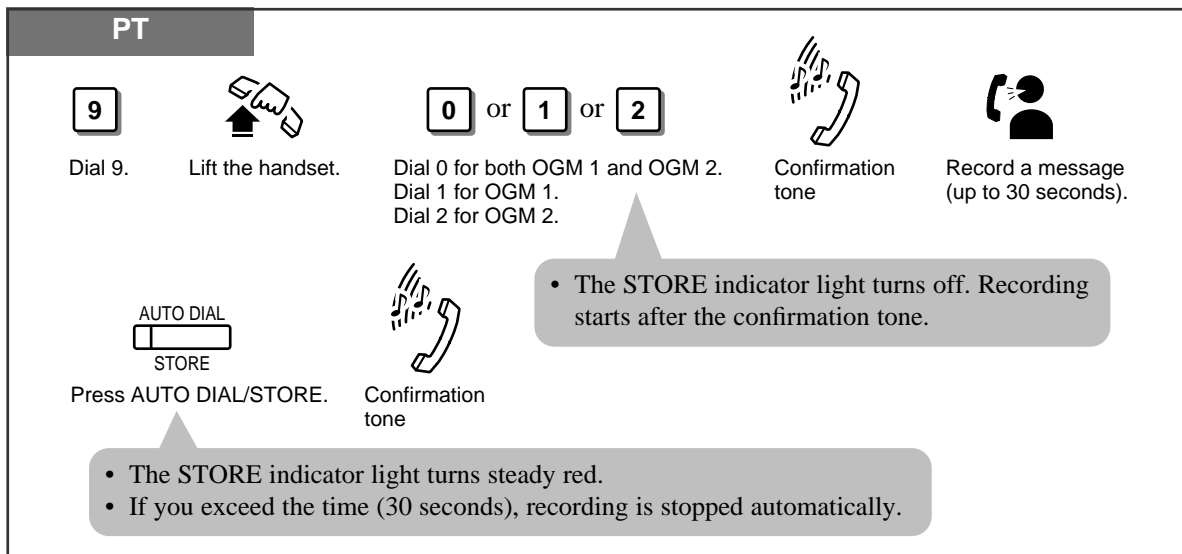 PT
9
0 or 1 or 2
Dial 9.
Lift the handset.
Dial 0 for both OGM 1 and OGM 2.
Dial 1 for OGM 1.
Dial 2 for OGM 2.
Confirmation
tone
Record a message
(up to 30 seconds).
• The STORE indicator light turns off. Recording
starts after the confirmation tone.
AUTO DIAL
STORE
Press AUTO DIAL/STORE.
Confirmation
tone
• The STORE indicator light turns steady red.
• If you exceed the time (30 seconds), recording is stopped automatically.